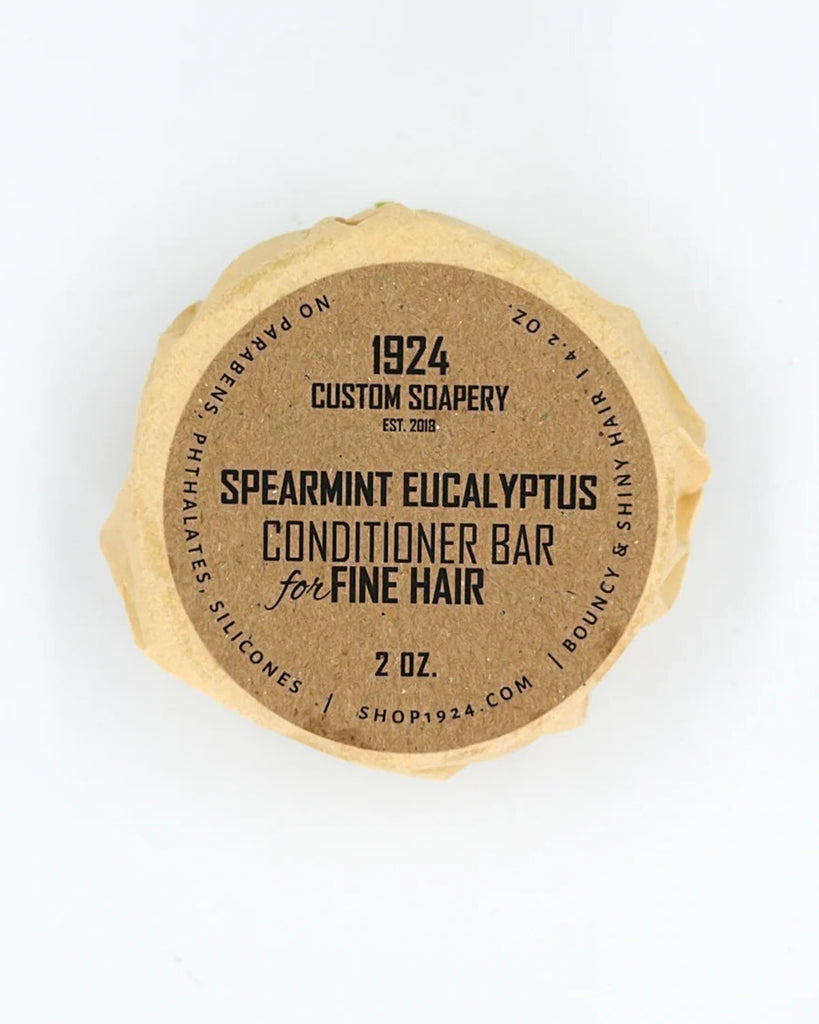 1924
CUSTOM SOAPERY
EST. 2018
SPEARMINT EUCALYPTUS
CONDITIONER BAR
for FINE HAIR
2 OZ.
NO PARABENS, PHTHALATES, SILICONES | SHOP1924.COM | BOUNCY & SHINY HAIR | 4.2 OZ.